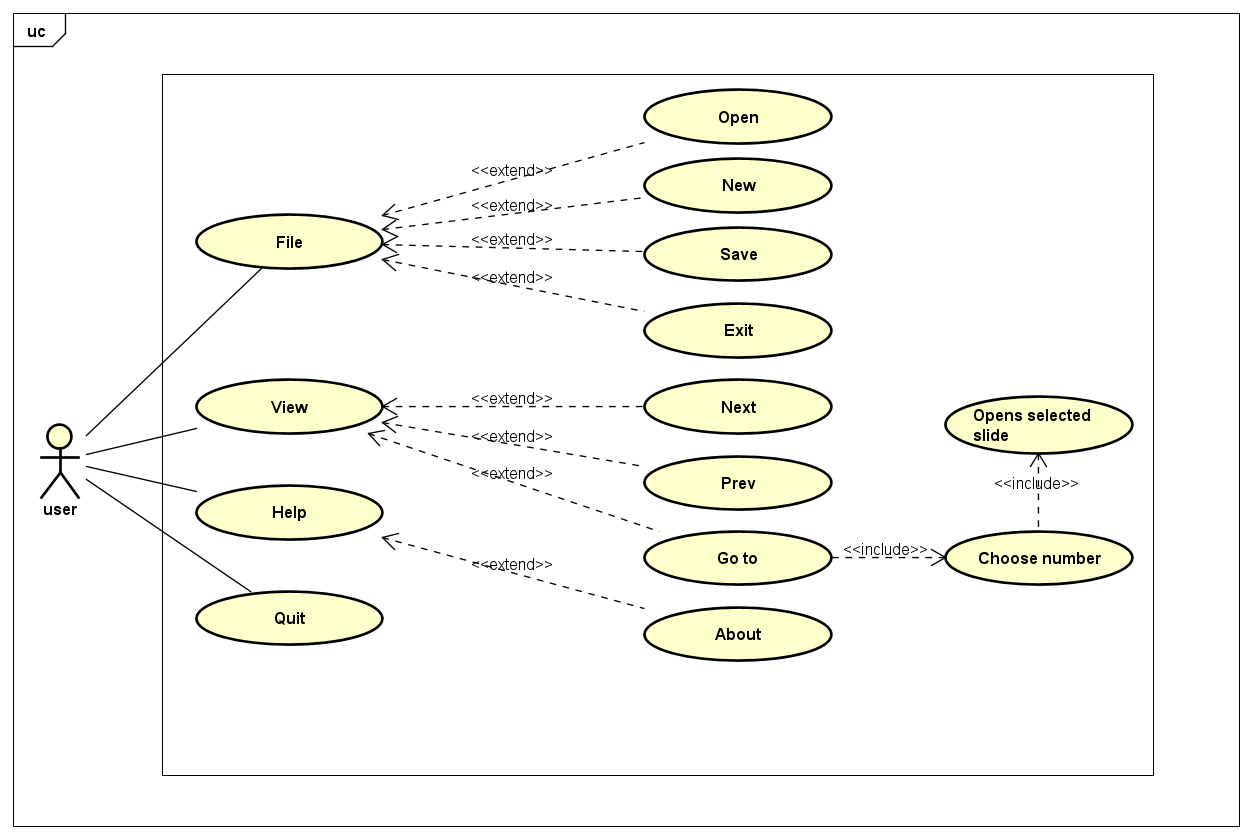 uc
Open
<<extend>>
New
<<extend>>
File
<<extend>>
Save
<<extend>>
Exit
View
<<extend>>
Next
Opens selected
slide
<<extend>>
<<extend>>
Prev
<<include>>
user
Help
<<extend>>
Go to
<<include>>
Choose number
Quit
About